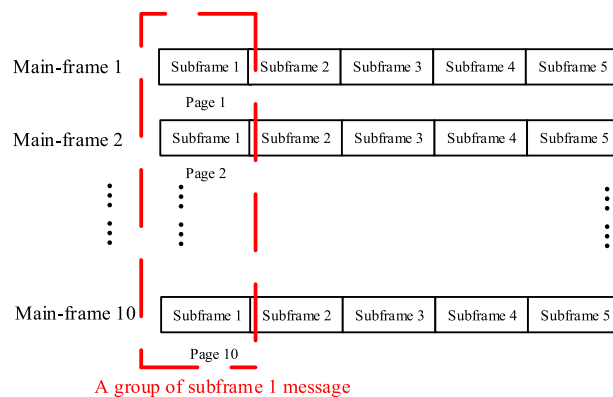 Main-frame 1 Subframe 1 Subframe 2 Subframe 3 Subframe 4 Subframe 5
Page 1
Main-frame 2 Subframe 1 Subframe 2 Subframe 3 Subframe 4 Subframe 5
Page 2
Main-frame 10 Subframe 1 Subframe 2 Subframe 3 Subframe 4 Subframe 5
Page 10
A group of subframe 1 message